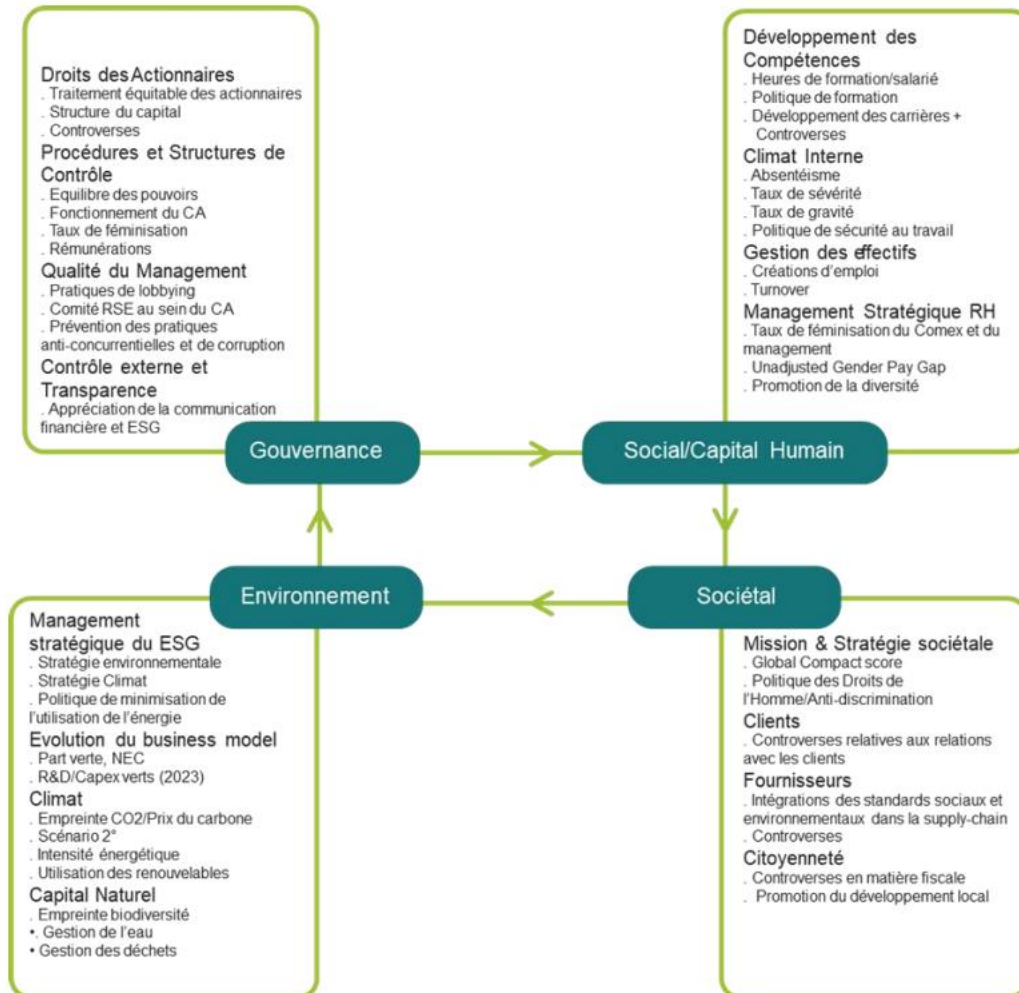 Droits des Actionnaires
. Traitement équitable des actionnaires
. Structure du capital
. Controverses
Procédures et Structures de
Contrôle
. Equilibre des pouvoirs
. Fonctionnement du CA
. Taux de féminisation
. Rémunérations
Qualité du Management
. Pratiques de lobbying
. Comité RSE au sein du CA
. Prévention des pratiques
anti-concurrentielles et de corruption
Contrôle externe et
Transparence
. Appréciation de la communication
financière et ESG
Gouvernance
Développement des
Compétences
. Heures de formation/salarié
. Politique de formation
. Développement des carrières +
Controverses
Climat Interne
. Absentéisme
. Taux de sévérité
. Taux de gravité
. Politique de sécurité au travail
Gestion des effectifs
. Créations d'emploi
. Turnover
Management Stratégique RH
. Taux de féminisation du Comex et du
management
. Unadjusted Gender Pay Gap
. Promotion de la diversité
Social/Capital Humain
Environnement
Management
stratégique du ESG
. Stratégie environnementale
. Stratégie Climat
. Politique de minimisation de
l'utilisation de l'énergie
Evolution du business model
. Part verte, NEC
. R&D/Capex verts (2023)
Climat
. Empreinte CO2/Prix du carbone
. Scénario 2°
. Intensité énergétique
. Utilisation des renouvelables
Capital Naturel
. Empreinte biodiversité
•. Gestion de l'eau
• Gestion des déchets
Sociétal
Mission & Stratégie sociétale
. Global Compact score
. Politique des Droits de
l'Homme/Anti-discrimination
Clients
. Controverses relatives aux relations
avec les clients
Fournisseurs
. Intégrations des standards sociaux et
environnementaux dans la supply-chain
. Controverses
Citoyenneté
. Controverses en matière fiscale
. Promotion du développement local